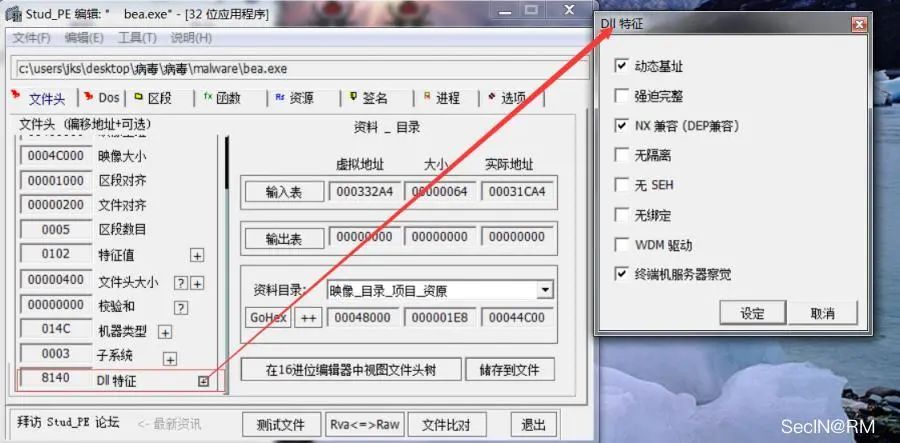 Stud_PE 编辑: " bea.exe" - [32 位应用程序]
文件(F) 编辑(E) 工具(T) 说明(H)
c:\users\jks\desktop\病毒\病毒\malware\bea.exe
文件头 Dos 区段 fx 函数 Rs 资源 签名 进程 选项
文件头 (偏移地址+可选)
0004C000 映像大小
00001000 区段对齐
00000200 文件对齐
0005 区段数目
0102 特征值 +
00000400 文件头大小 ? +
00000000 校验和 ?
014C 机器类型 +
0003 子系统 +
8140 Dll 特征 +
资料 _ 目录
虚拟地址 大小 实际地址
输入表 000332A4 00000064 00031CA4
输出表 00000000 00000000 00000000
资料目录: 映像_目录_项目_资原
GoHex ++ 00048000 000001E8 00044C00
在16进位编辑器中视图文件头树 储存到文件
拜访 Stud_PE 论坛 <- 最新资讯 测试文件 Rva<=>Raw 文件比对 退出
Dll 特征
动态基址
强迫完整
NX 兼容 (DEP兼容)
无隔离
无 SEH
无绑定
WDM 驱动
终端机服务器察觉
设定 取消
SecIN@RM